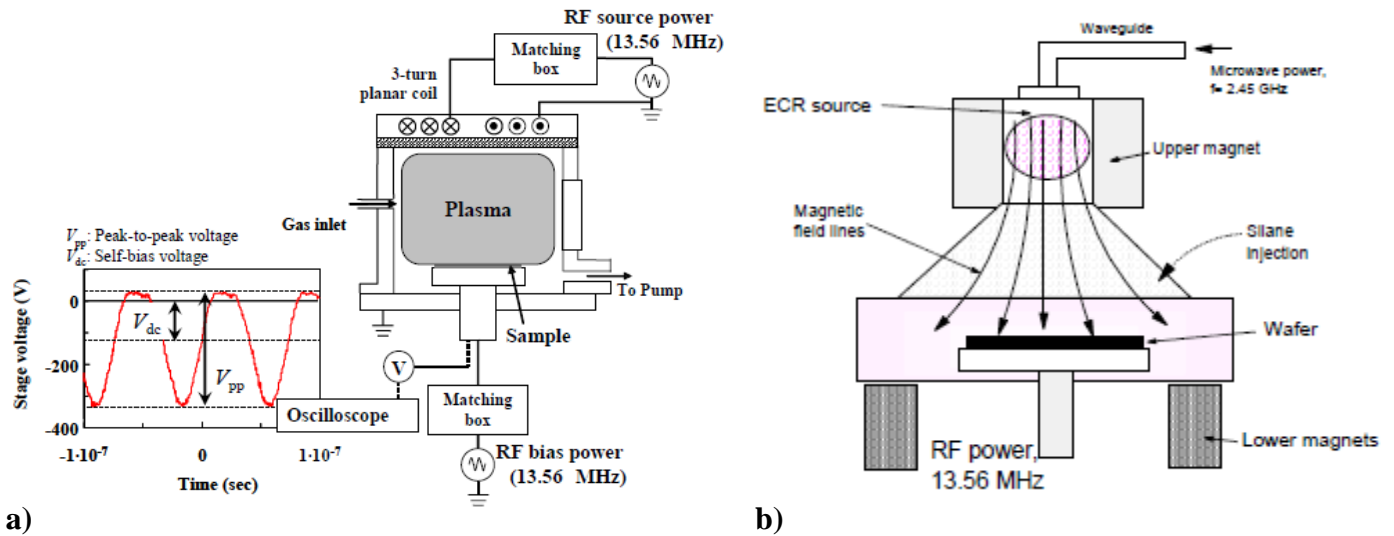 RF source power
(13.56 MHz)
Matching
box
3-turn
planar coil
Plasma
Gas inlet
To Pump
Sample
V
Oscilloscope
Matching
box
RF bias power
(13.56 MHz)
Vpp: Peak-to-peak voltage
Vdc: Self-bias voltage
Stage voltage (V)
0
-200
-400
Vdc
Vpp
-1·10-7
0
1·10-7
Time (sec)
a)
Waveguide
Microwave power,
f= 2.45 GHz
ECR source
Upper magnet
Magnetic
field lines
Silane
injection
Wafer
Lower magnets
RF power,
13.56 MHz
b)